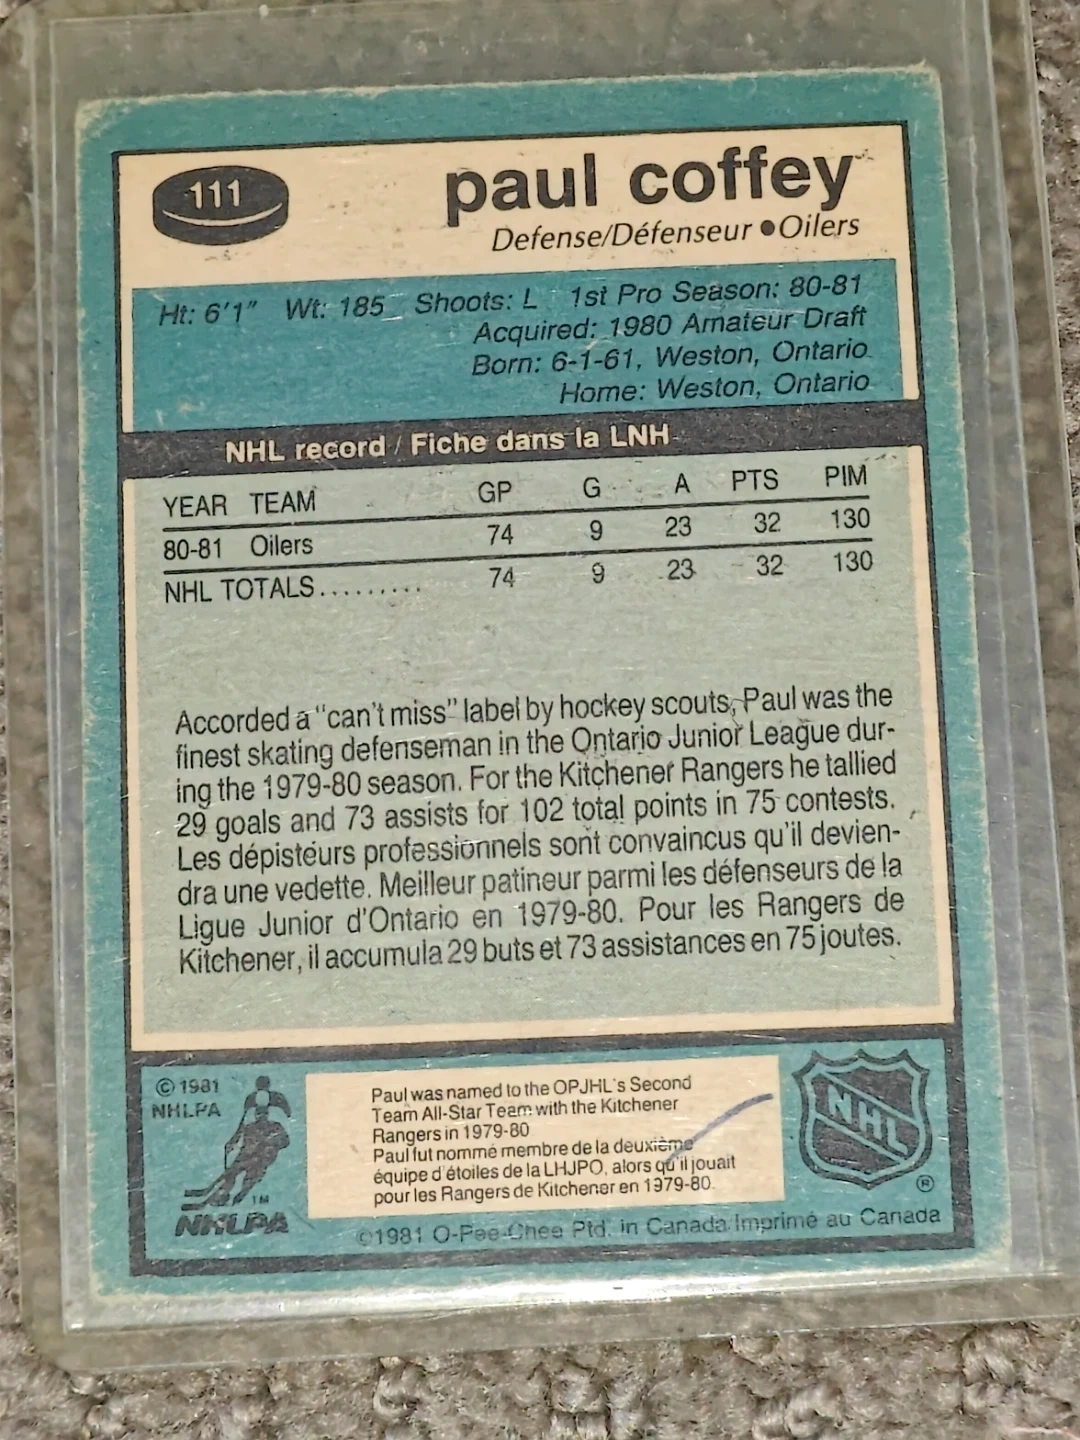 111
paul coffey
Defense/Défenseur ●Oilers
Ht: 6'1" Wt: 185 Shoots: L 1st Pro Season: 80-81
Acquired: 1980 Amateur Draft
Born: 6-1-61, Weston, Ontario
Home: Weston, Ontario
NHL record / Fiche dans la LNH
YEAR TEAM GP G A PTS PIM
80-81 Oilers 74 9 23 32 130
NHL TOTALS......... 74 9 23 32 130
Accorded a "can't miss" label by hockey scouts, Paul was the
finest skating defenseman in the Ontario Junior League dur-
ing the 1979-80 season. For the Kitchener Rangers he tallied
29 goals and 73 assists for 102 total points in 75 contests.
Les dépisteurs professionnels sont convaincus qu'il devien-
dra une vedette. Meilleur patineur parmi les défenseurs de la
Ligue Junior d'Ontario en 1979-80. Pour les Rangers de
Kitchener, il accumula 29 buts et 73 assistances en 75 joutes.
© 1981
NHLPA
TM
NHLPA
Paul was named to the OPJHL's Second
Team All-Star Team with the Kitchener
Rangers in 1979-80
Paul fut nommé membre de la deuxième
équipe d'étoiles de la LHJPO, alors qu'il jouait
pour les Rangers de Kitchener en 1979-80.
NHL
®
©1981 O-Pee-Chee Ptd. in Canada/Imprimé au Canada